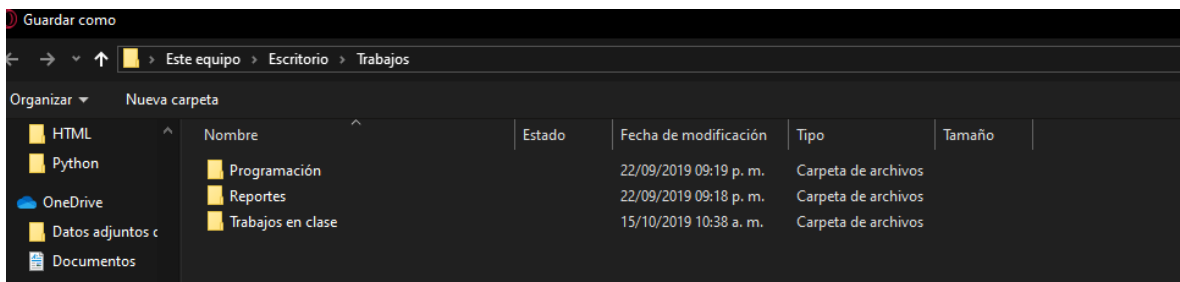 Guardar como
Este equipo > Escritorio > Trabajos
Organizar Nueva carpeta
HTML
Python
OneDrive
Datos adjuntos
Documentos
Nombre Estado Fecha de modificación Tipo Tamaño
Programación 22/09/2019 09:19 p. m. Carpeta de archivos
Reportes 22/09/2019 09:18 p. m. Carpeta de archivos
Trabajos en clase 15/10/2019 10:38 a. m. Carpeta de archivos